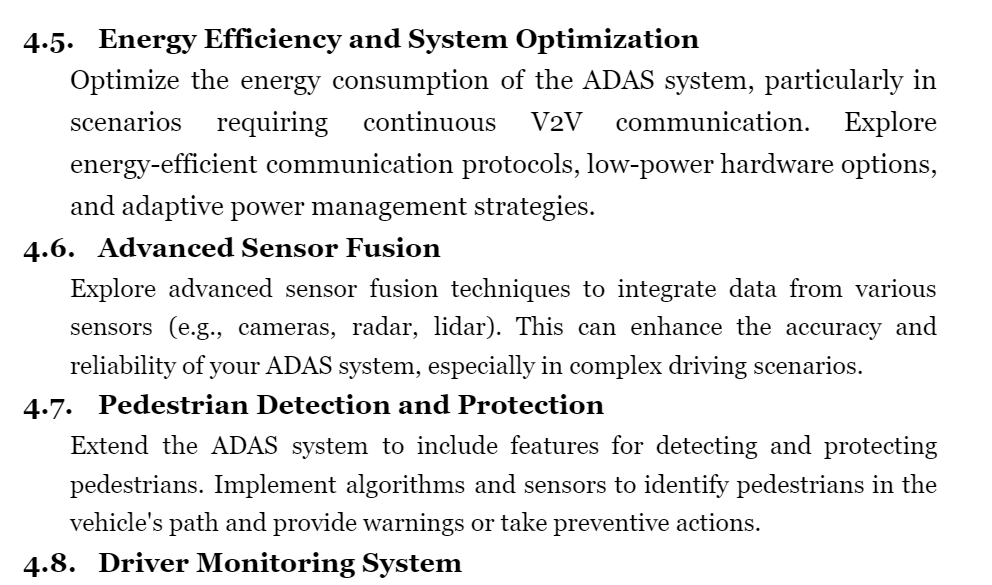 4.5. Energy Efficiency and System Optimization
Optimize the energy consumption of the ADAS system, particularly in
scenarios requiring continuous V2V communication. Explore
energy-efficient communication protocols, low-power hardware options,
and adaptive power management strategies.
4.6. Advanced Sensor Fusion
Explore advanced sensor fusion techniques to integrate data from various
sensors (e.g., cameras, radar, lidar). This can enhance the accuracy and
reliability of your ADAS system, especially in complex driving scenarios.
4.7. Pedestrian Detection and Protection
Extend the ADAS system to include features for detecting and protecting
pedestrians. Implement algorithms and sensors to identify pedestrians in the
vehicle's path and provide warnings or take preventive actions.
4.8. Driver Monitoring System